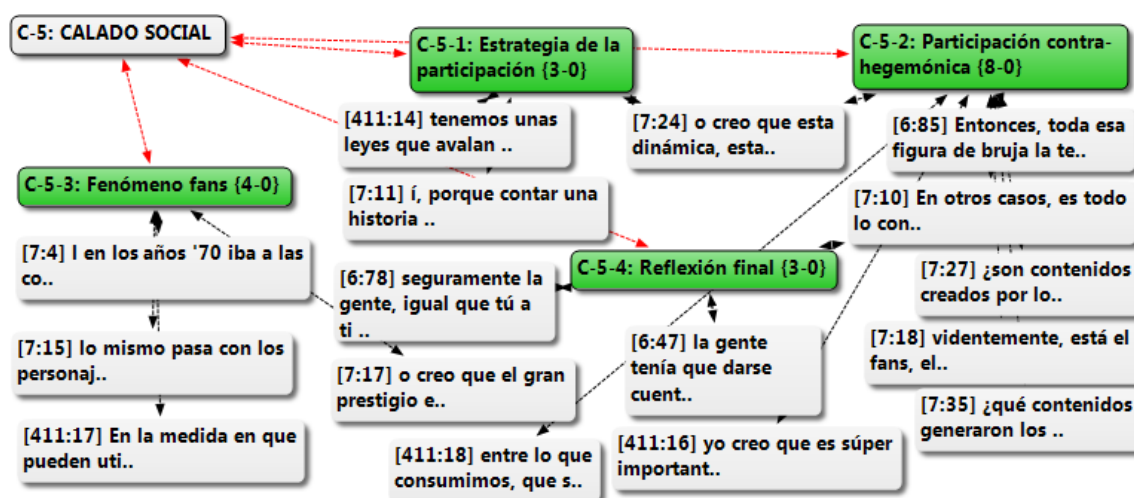 C-5: CALADO SOCIAL
C-5-1: Estrategia de la
participación {3-0}
C-5-2: Participación contra-
hegemónica {8-0}
[411:14] tenemos unas
leyes que avalan ..
[7:24] o creo que esta
dinámica, esta..
[6:85] Entonces, toda esa
figura de bruja la te..
C-5-3: Fenómeno fans {4-0}
[7:11] í, porque contar una
historia ..
[7:10] En otros casos, es todo
lo con..
[7:4] l en los años '70 iba a las
co..
C-5-4: Reflexión final {3-0}
[6:78] seguramente la
gente, igual que tú a
ti ..
[7:27] ¿son contenidos
creados por lo..
[7:15] lo mismo pasa con los
personaj..
[6:47] la gente
tenía que darse
cuent..
[7:18] videntemente, está el
fans, el..
[7:17] o creo que el gran
prestigio e..
[7:35] ¿qué contenidos
generaron los ..
[411:17] En la medida en que
pueden uti..
[411:18] entre lo que
consumimos, que s..
[411:16] yo creo que es súper
important..